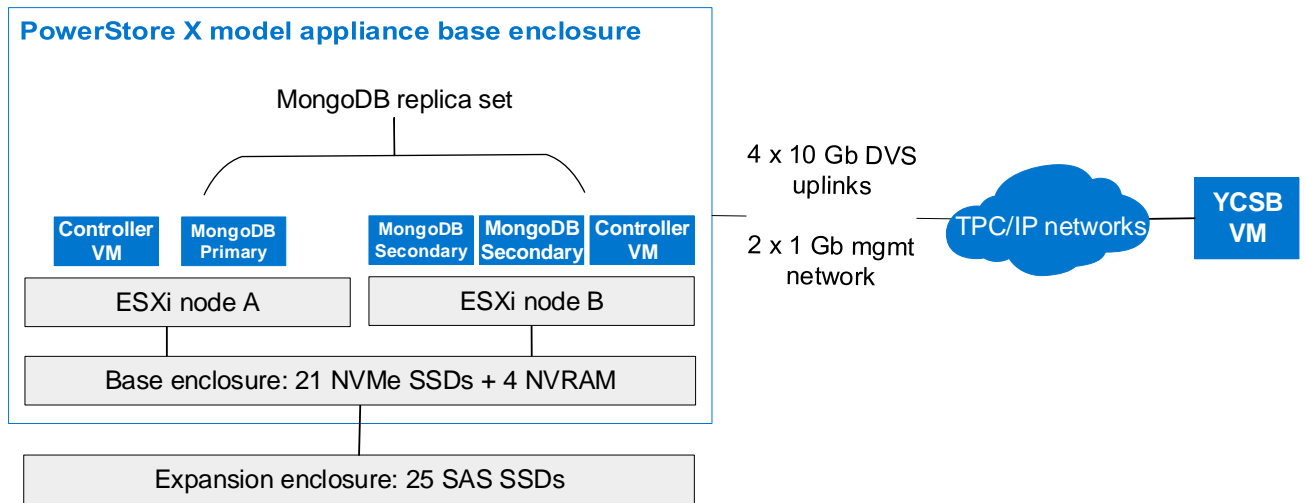 PowerStore X model appliance base enclosure
MongoDB replica set
4 x 10 Gb DVS
uplinks
2 x 1 Gb mgmt
network
TPC/IP networks
YCSB
VM
Controller
VM
MongoDB
Primary
MongoDB
Secondary
MongoDB
Secondary
Controller
VM
ESXi node A
ESXi node B
Base enclosure: 21 NVMe SSDs + 4 NVRAM
Expansion enclosure: 25 SAS SSDs